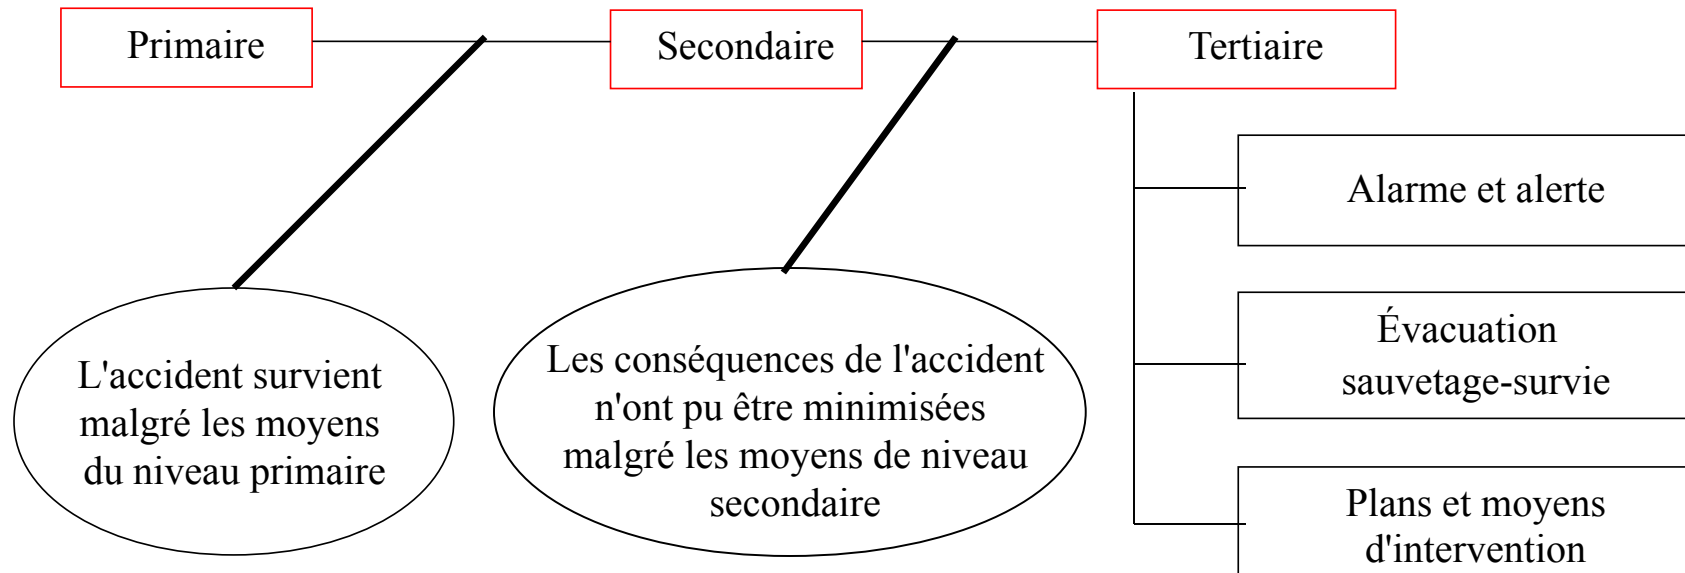 Primaire
Secondaire
Tertiaire
Alarme et alerte
Évacuation
sauvetage-survie
Plans et moyens
d'intervention
L'accident survient
malgré les moyens
du niveau primaire
Les conséquences de l'accident
n'ont pu être minimisées
malgré les moyens de niveau
secondaire